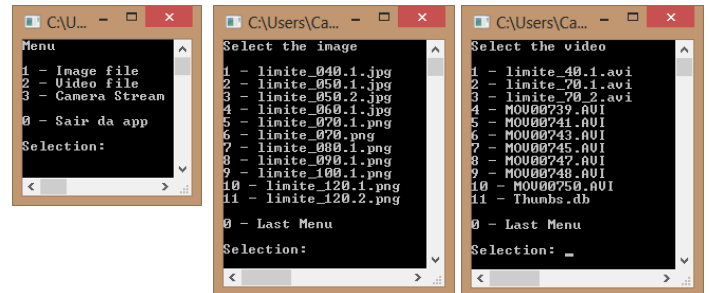 C:\U...
Menu
1 - Image file
2 - Video file
3 - Camera Stream
0 - Sair da app
Selection:
C:\Users\Ca...
Select the image
1 - limite_040.1.jpg
2 - limite_050.1.jpg
3 - limite_050.2.jpg
4 - limite_060.1.jpg
5 - limite_070.1.png
6 - limite_070.png
7 - limite_080.1.png
8 - limite_090.1.png
9 - limite_100.1.png
10 - limite_120.1.png
11 - limite_120.2.png
0 - Last Menu
Selection:
C:\Users\Ca...
Select the video
1 - limite_40.1.avi
2 - limite_70.1.avi
3 - limite_70_2.avi
4 - MOV00739.AVI
5 - MOV00741.AVI
6 - MOV00743.AVI
7 - MOV00745.AVI
8 - MOV00747.AVI
9 - MOV00748.AVI
10 - MOV00750.AVI
11 - Thumbs.db
0 - Last Menu
Selection: _